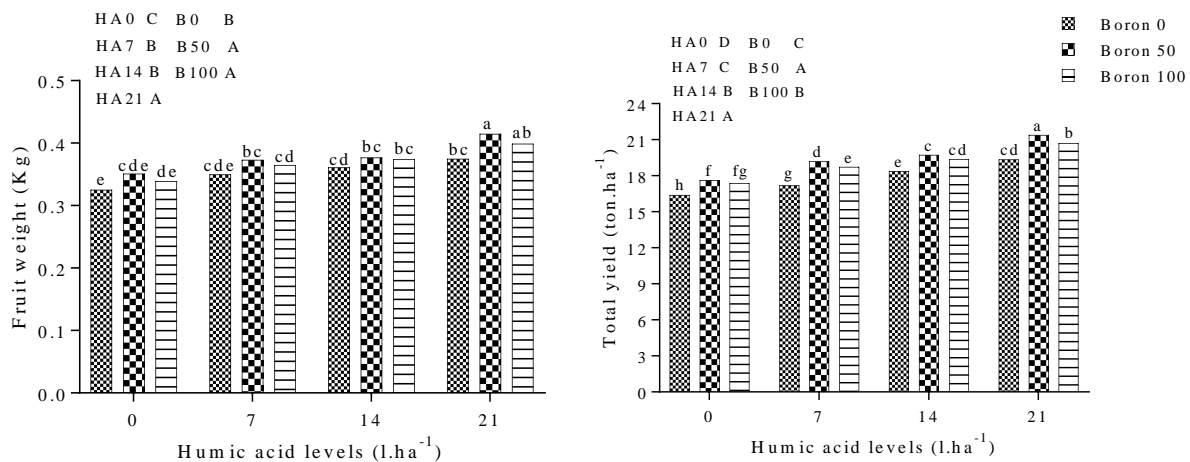 HA0 C B0 B
HA7 B B50 A
HA14 B B100 A
HA21 A
Fruit weight (Kg)
0.5
0.4
0.3
0.2
0.1
0.0
e cde de
cde bc cd
cd bc bc
bc a ab
0 7 14 21
Humic acid levels (l.ha⁻¹)
HA0 D B0 C
HA7 C B50 A
HA14 B B100 B
HA21 A
Total yield (ton.ha⁻¹)
24
21
18
15
12
9
6
3
0
h f fg
g d e
e c cd
cd a b
0 7 14 21
Humic acid levels (l.ha⁻¹)
Boron 0
Boron 50
Boron 100